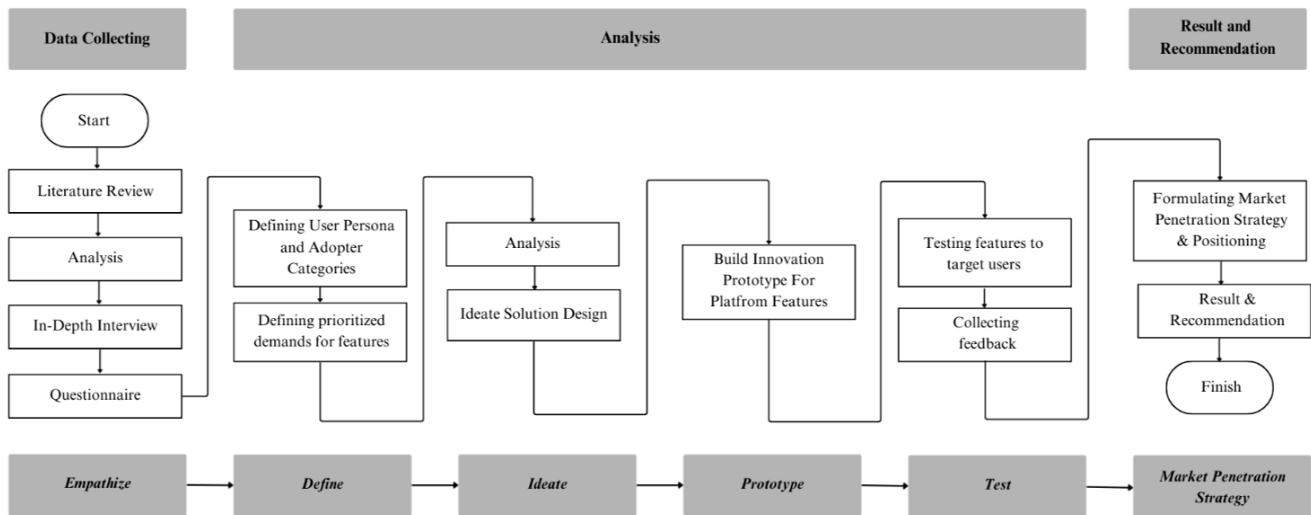 Data Collecting
Analysis
Result and
Recommendation
Start
Literature Review
Analysis
In-Depth Interview
Questionnaire
Defining User Persona
and Adopter
Categories
Defining prioritized
demands for features
Analysis
Ideate Solution Design
Build Innovation
Prototype For
Platfrom Features
Testing features to
target users
Collecting
feedback
Formulating Market
Penetration Strategy
& Positioning
Result &
Recommendation
Finish
Empathize
Define
Ideate
Prototype
Test
Market Penetration
Strategy